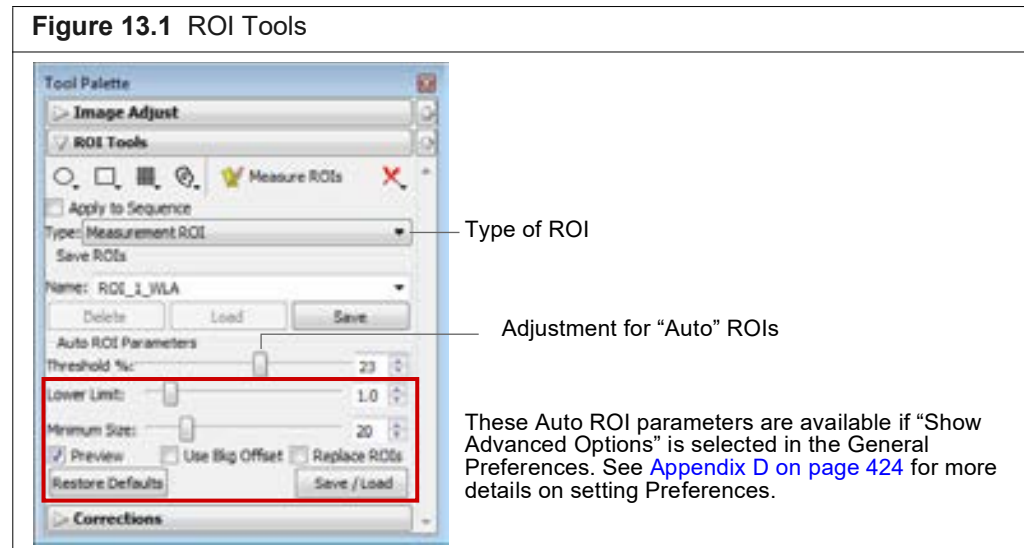 Figure 13.1 ROI Tools
Tool Palette
Image Adjust
ROI Tools
Measure ROIs
Apply to Sequence
Type: Measurement ROI
Type of ROI
Save ROIs
Name: ROI_1_WLA
Delete Load Save
Adjustment for “Auto” ROIs
Auto ROI Parameters
Threshold %: 23
Lower Limit: 1.0
Minimum Size: 20
Preview Use Bkg Offset Replace ROIs
Restore Defaults Save / Load
These Auto ROI parameters are available if “Show
Advanced Options” is selected in the General
Preferences. See Appendix D on page 424 for more
details on setting Preferences.
Corrections